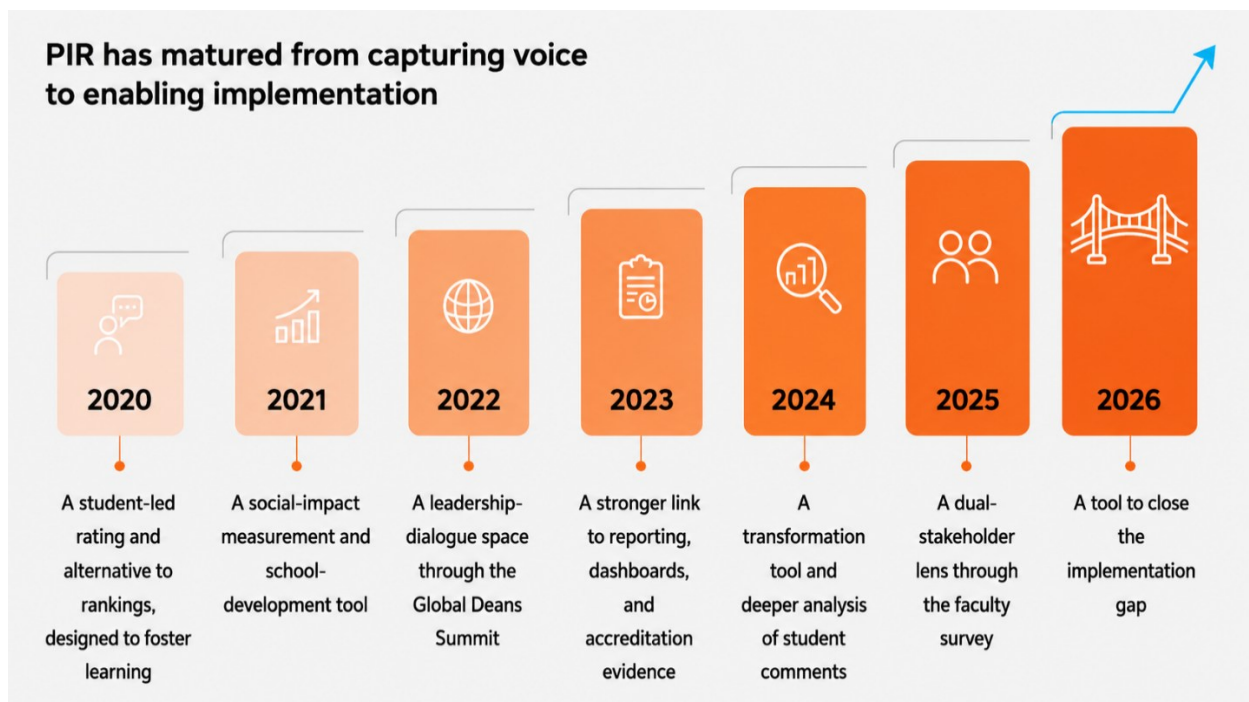 PIR has matured from capturing voice
to enabling implementation
2020
2021
2022
2023
2024
2025
2026
A student-led
rating and
alternative to
rankings,
designed to foster
learning
A social-impact
measurement and
school-
development tool
A leadership-
dialogue space
through the
Global Deans
Summit
A stronger link
to reporting,
dashboards,
and
accreditation
evidence
A
transformation
tool and
deeper analysis
of student
comments
A dual-
stakeholder
lens through
the faculty
survey
A tool to close
the
implementation
gap